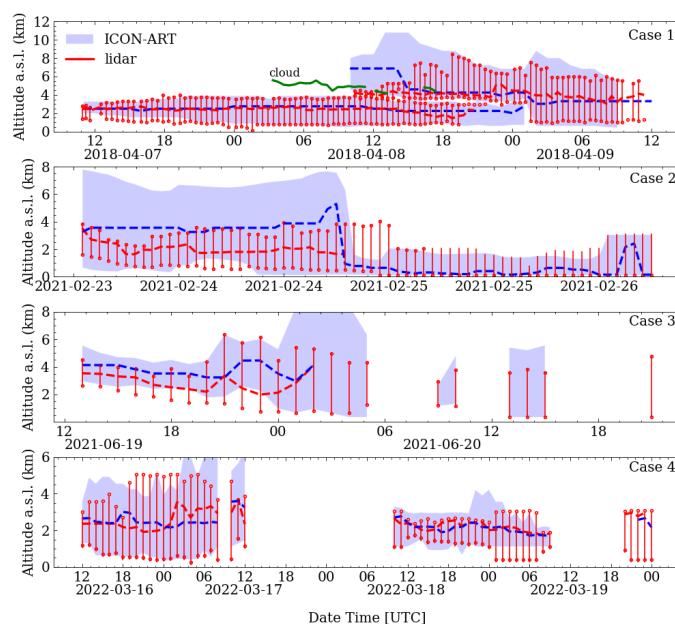 12
10
8
6
4
2
0
Altitude a.s.l. (km)
ICON-ART
lidar
cloud
Case 1
12 18 00 06 12 18 00 06 12
2018-04-07 2018-04-08 2018-04-09
8
6
4
2
0
Altitude a.s.l. (km)
Case 2
2021-02-23 2021-02-24 2021-02-24 2021-02-25 2021-02-25 2021-02-26
8
6
4
2
0
Altitude a.s.l. (km)
Case 3
12 18 00 06 12 18
2021-06-19 2021-06-20
6
4
2
0
Altitude a.s.l. (km)
Case 4
12 18 00 06 12 18 00 06 12 18 00 06 12 18 00
2022-03-16 2022-03-17 2022-03-18 2022-03-19
Date Time [UTC]